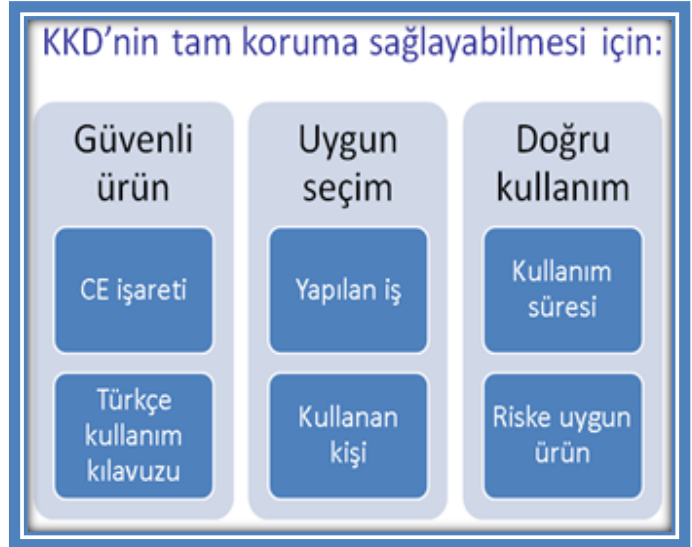 KKD’nin tam koruma sağlayabilmesi için:
Güvenli
ürün
CE işareti
Türkçe
kullanım
kılavuzu
Uygun
seçim
Yapılan iş
Kullanan
kişi
Doğru
kullanım
Kullanım
süresi
Riske uygun
ürün